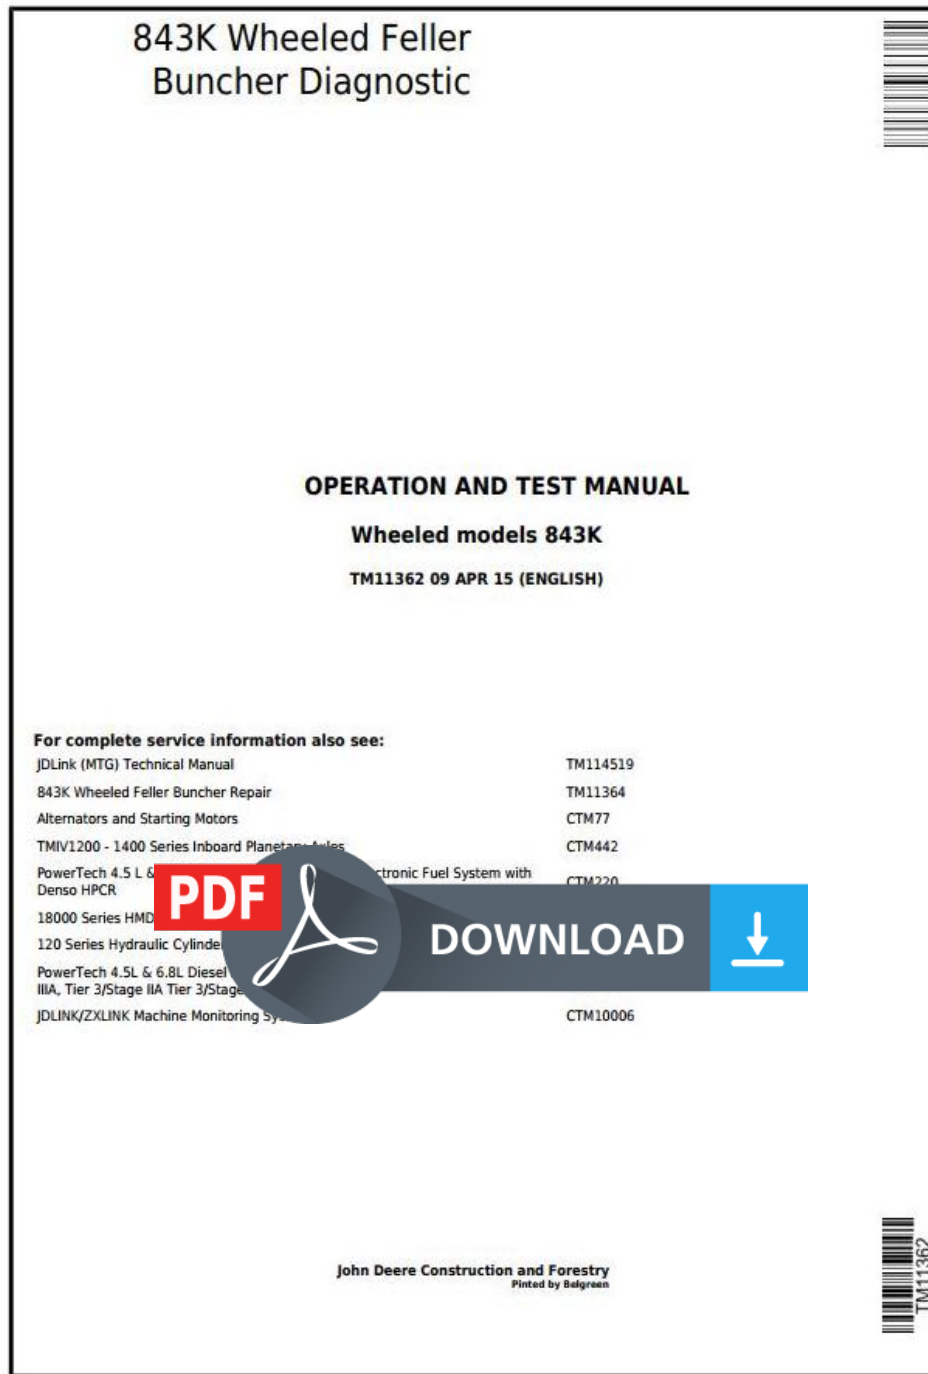 843K Wheeled Feller
Buncher Diagnostic
OPERATION AND TEST MANUAL
Wheeled models 843K
TM11362 09 APR 15 (ENGLISH)
For complete service information also see:
JDLink (MTG) Technical Manual TM114519
843K Wheeled Feller Buncher Repair TM11364
Alternators and Starting Motors CTM77
TMIV1200 - 1400 Series Inboard Planetary Axles CTM442
PowerTech 4.5 L & ctronic Fuel System with
Denso HPCR CTM220
18000 Series HMD
120 Series Hydraulic Cylinde
PowerTech 4.5L & 6.8L Diesel
IIIA, Tier 3/Stage IIA Tier 3/Stage
JDLINK/ZXLINK Machine Monitoring Sy CTM10006
PDF
DOWNLOAD
John Deere Construction and Forestry
Pinted by Belgreen
TM11362